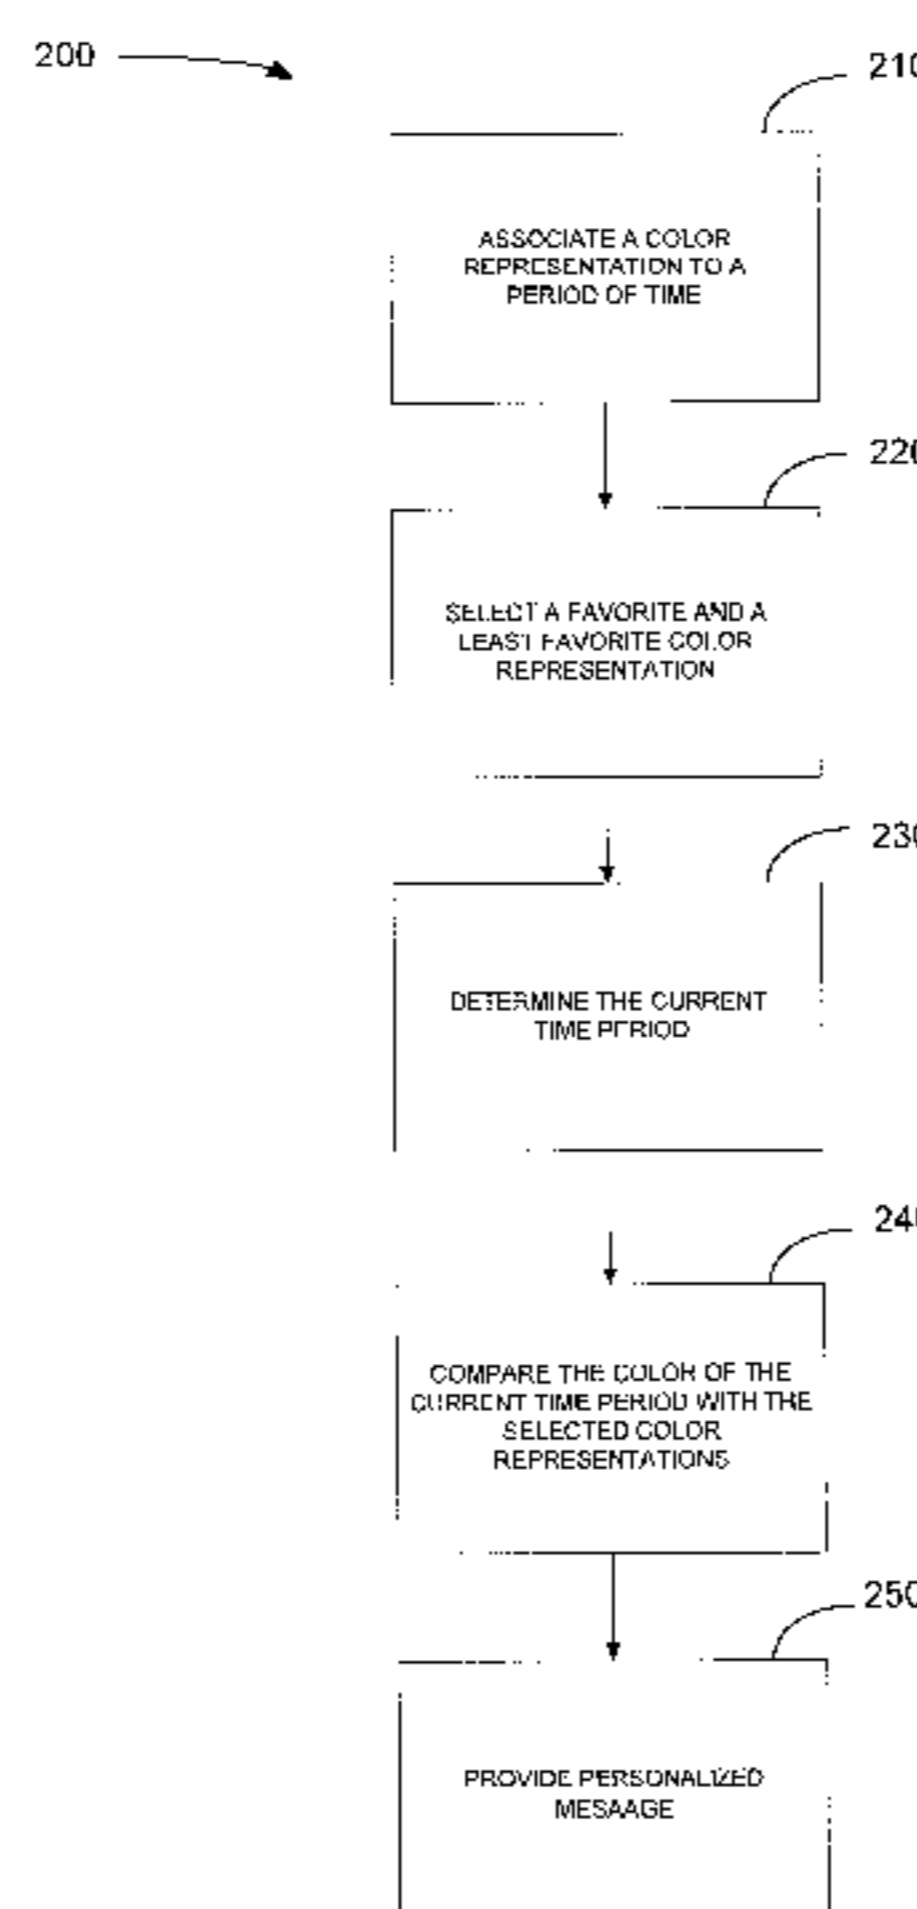 200
210
ASSOCIATE A COLOR
REPRESENTATION TO A
PERIOD OF TIME
220
SELECT A FAVORITE AND A
LEAST FAVORITE COLOR
REPRESENTATION
230
DETERMINE THE CURRENT
TIME PERIOD
240
COMPARE THE COLOR OF THE
CURRENT TIME PERIOD WITH THE
SELECTED COLOR
REPRESENTATIONS
250
PROVIDE PERSONALIZED
MESAAGE